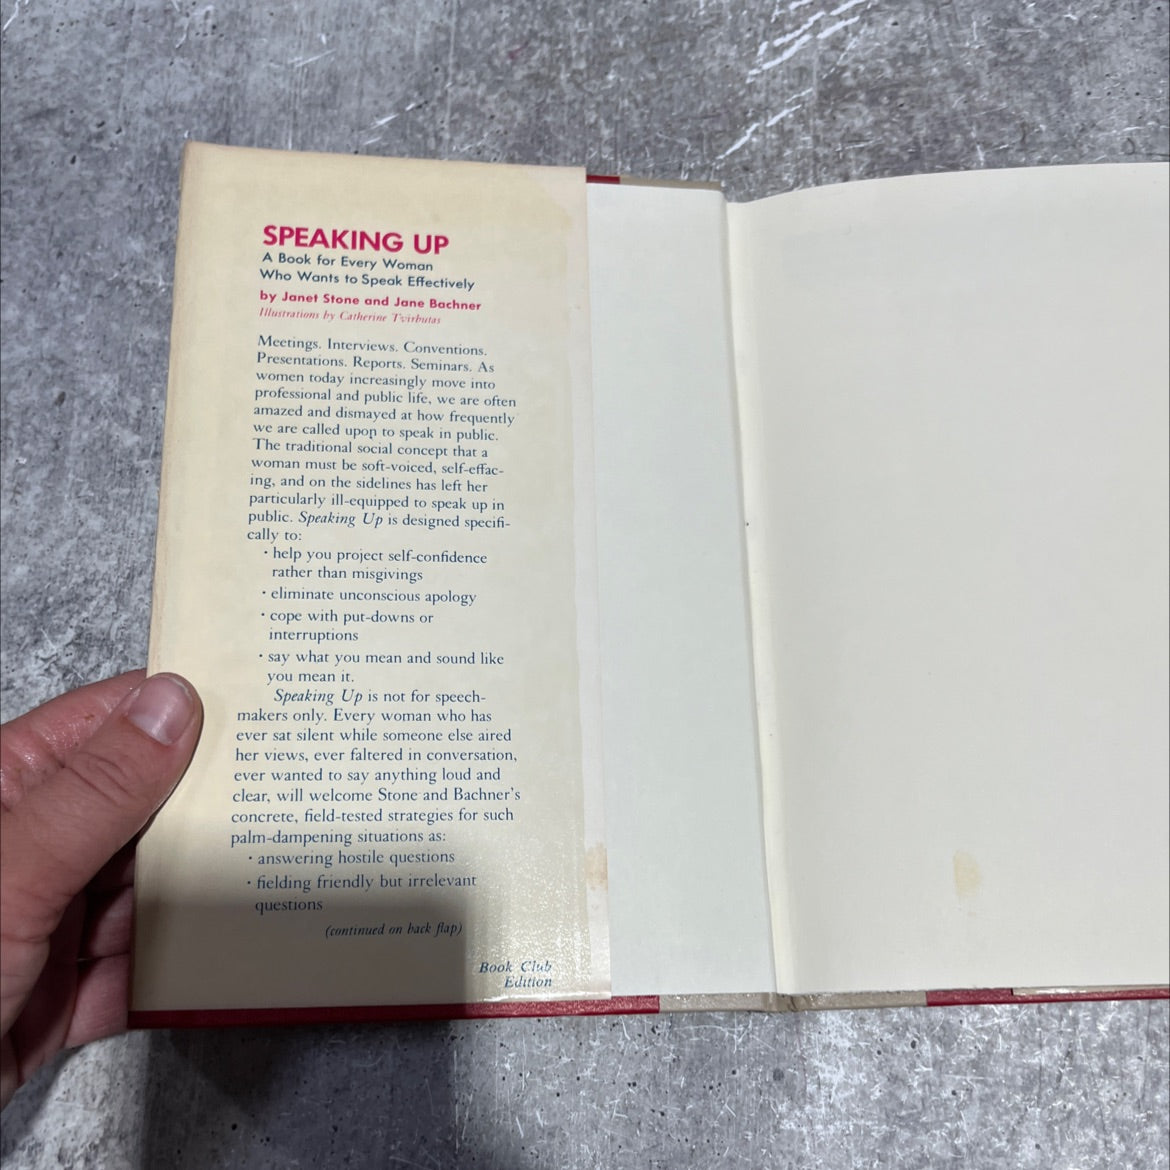 SPEAKING UP
A Book for Every Woman
Who Wants to Speak Effectively
by Janet Stone and Jane Bachner
Illustrations by Catherine Tvirbutas
Meetings. Interviews. Conventions.
Presentations. Reports. Seminars. As
women today increasingly move into
professional and public life, we are often
amazed and dismayed at how frequently
we are called upon to speak in public.
The traditional social concept that a
woman must be soft-voiced, self-effac-
ing, and on the sidelines has left her
particularly ill-equipped to speak up in
public. Speaking Up is designed specifi-
cally to:
• help you project self-confidence
rather than misgivings
• eliminate unconscious apology
• cope with put-downs or
interruptions
• say what you mean and sound like
you mean it.
Speaking Up is not for speech-
makers only. Every woman who has
ever sat silent while someone else aired
her views, ever faltered in conversation,
ever wanted to say anything loud and
clear, will welcome Stone and Bachner's
concrete, field-tested strategies for such
palm-dampening situations as:
• answering hostile questions
• fielding friendly but irrelevant
questions
(continued on back flap)
Book Club
Edition